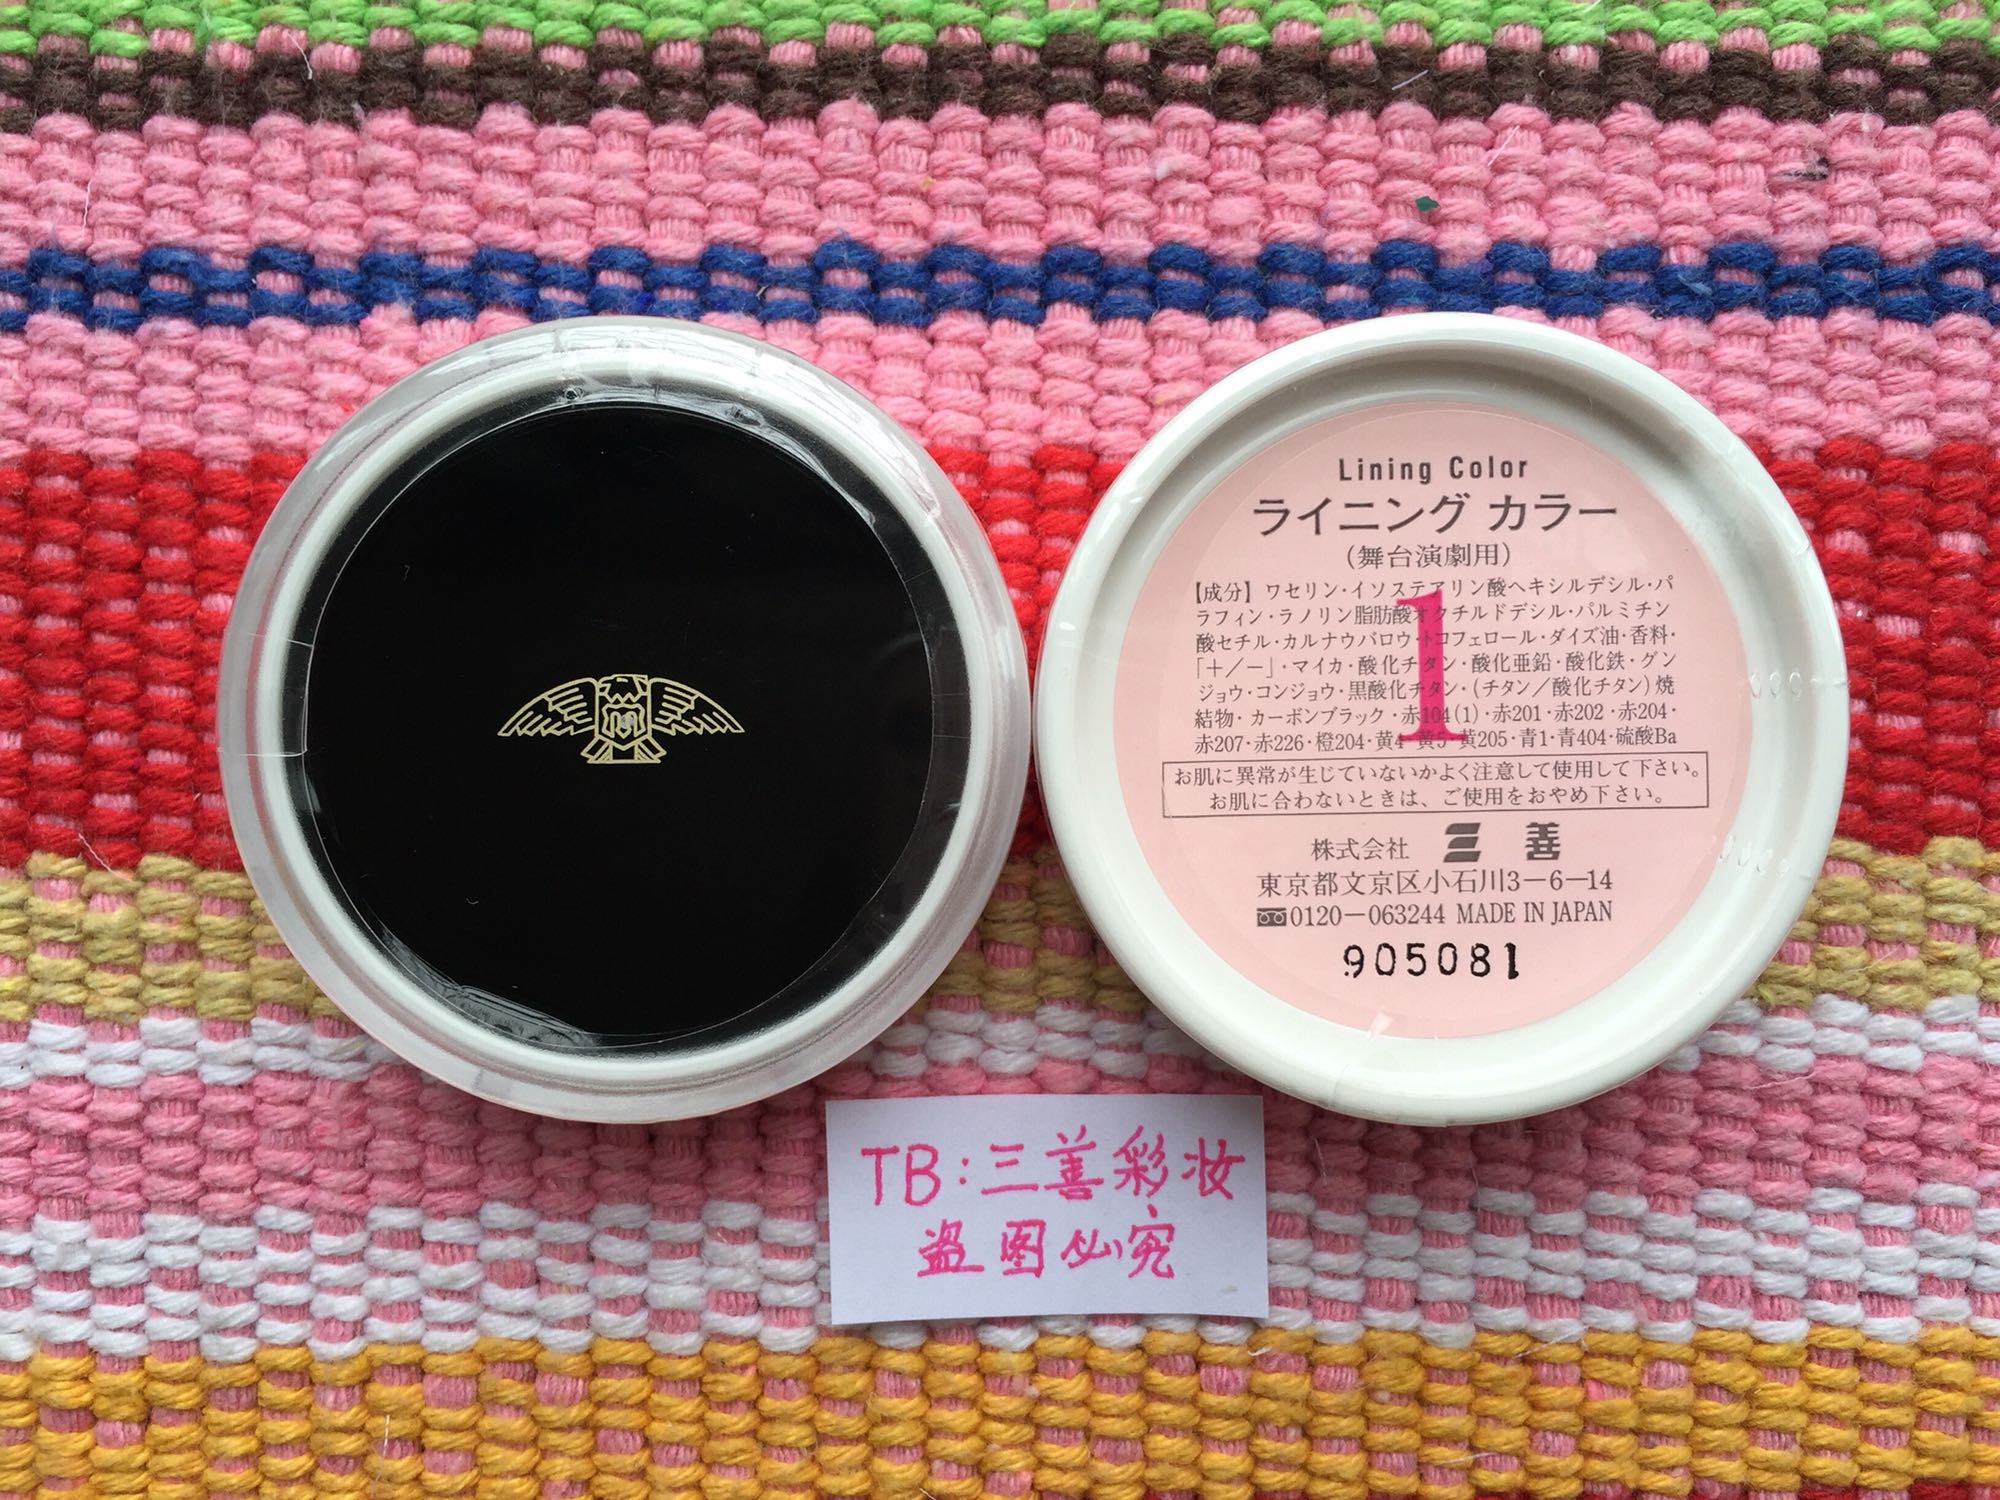 Lining Color
ライニング カラー
（舞台演劇用）
【成分】ワセリン・イソステアリン酸ヘキシルデシル・パ
ラフィン・ラノリン脂肪酸オクチルドデシル・パルミチン
酸セチル・カルナウバロウ・トコフェロール・ダイズ油・香料・
「＋／－」・マイカ・酸化チタン・酸化亜鉛・酸化鉄・グン
ジョウ・コンジョウ・黒酸化チタン・(チタン／酸化チタン)焼
結物・カーボンブラック・赤104(1)・赤201・赤202・赤204・
赤207・赤226・橙204・黄4・黄5・黄205・青1・青404・硫酸Ba
1
お肌に異常が生じていないかよく注意して使用して下さい。
お肌に合わないときは、ご使用をおやめ下さい。
株式会社 三善
東京都文京区小石川3－6－14
0120－063244 MADE IN JAPAN
905081
TB:三善彩妆
盗图必究